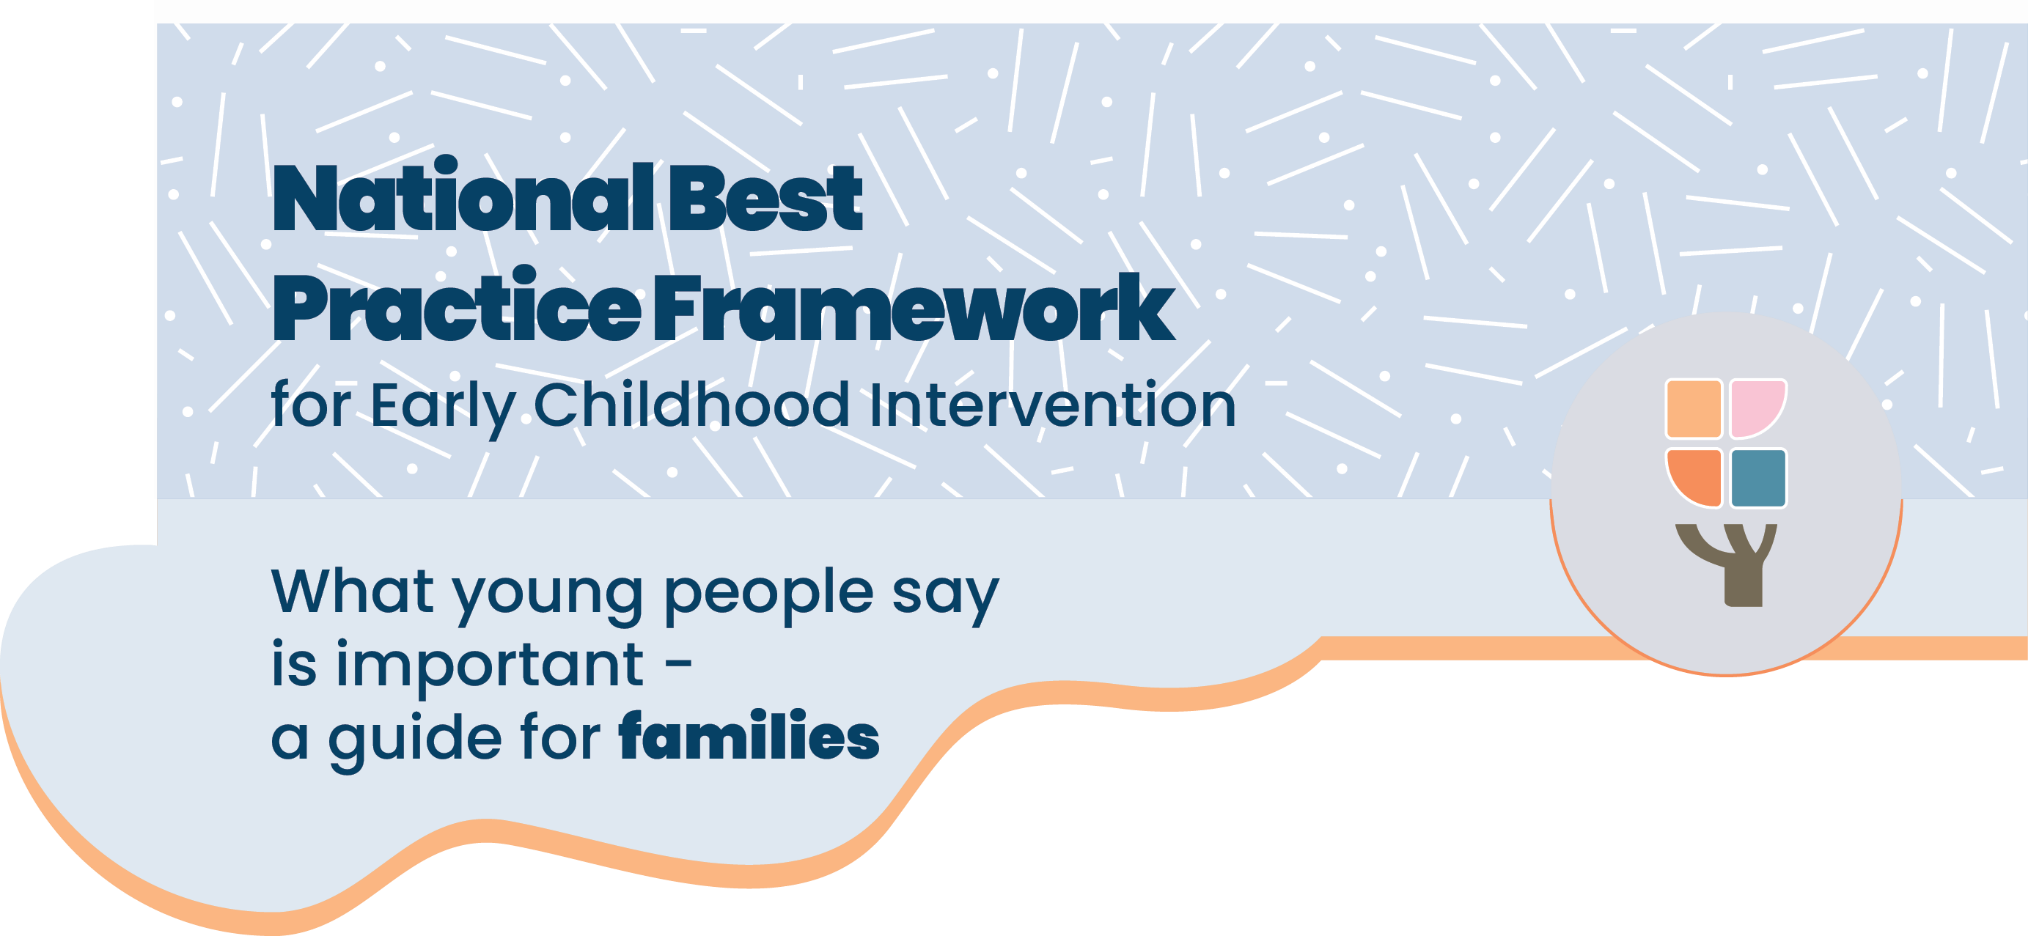 National Best
Practice Framework
for Early Childhood Intervention
What young people say
is important -
a guide for families